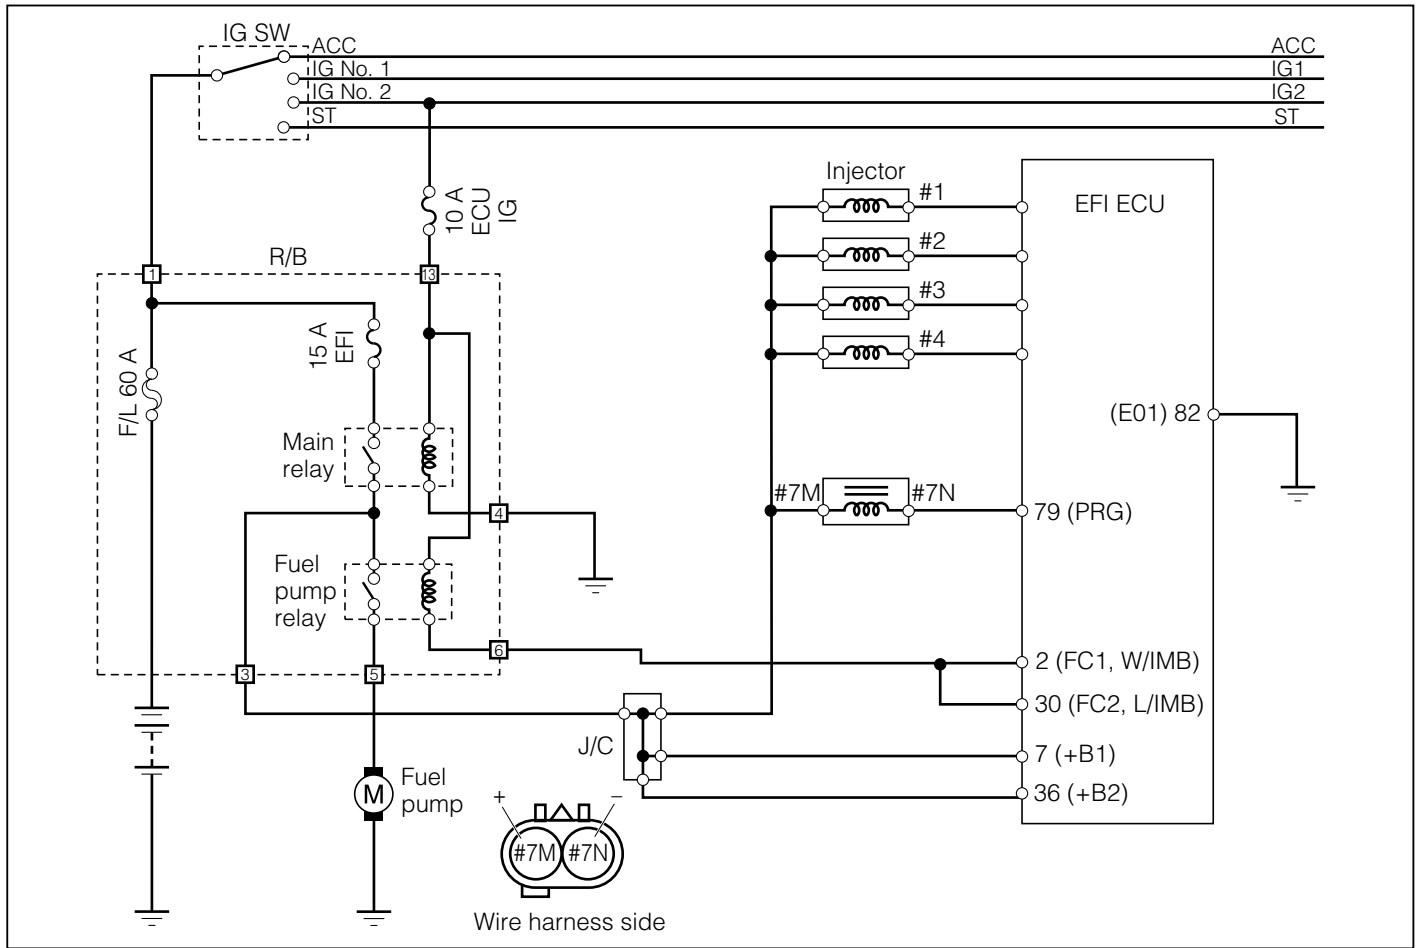 IG SW
ACC
ACC
IG No. 1
IG1
IG No. 2
IG2
ST
ST
10 A
ECU
IG
Injector
#1
EFI ECU
#2
#3
#4
R/B
1
13
15 A
EFI
F/L 60 A
Main
relay
(E01) 82
#7M
#7N
79 (PRG)
4
Fuel
pump
relay
6
2 (FC1, W/IMB)
3
5
30 (FC2, L/IMB)
J/C
7 (+B1)
36 (+B2)
M
Fuel
pump
+
−
#7M
#7N
Wire harness side